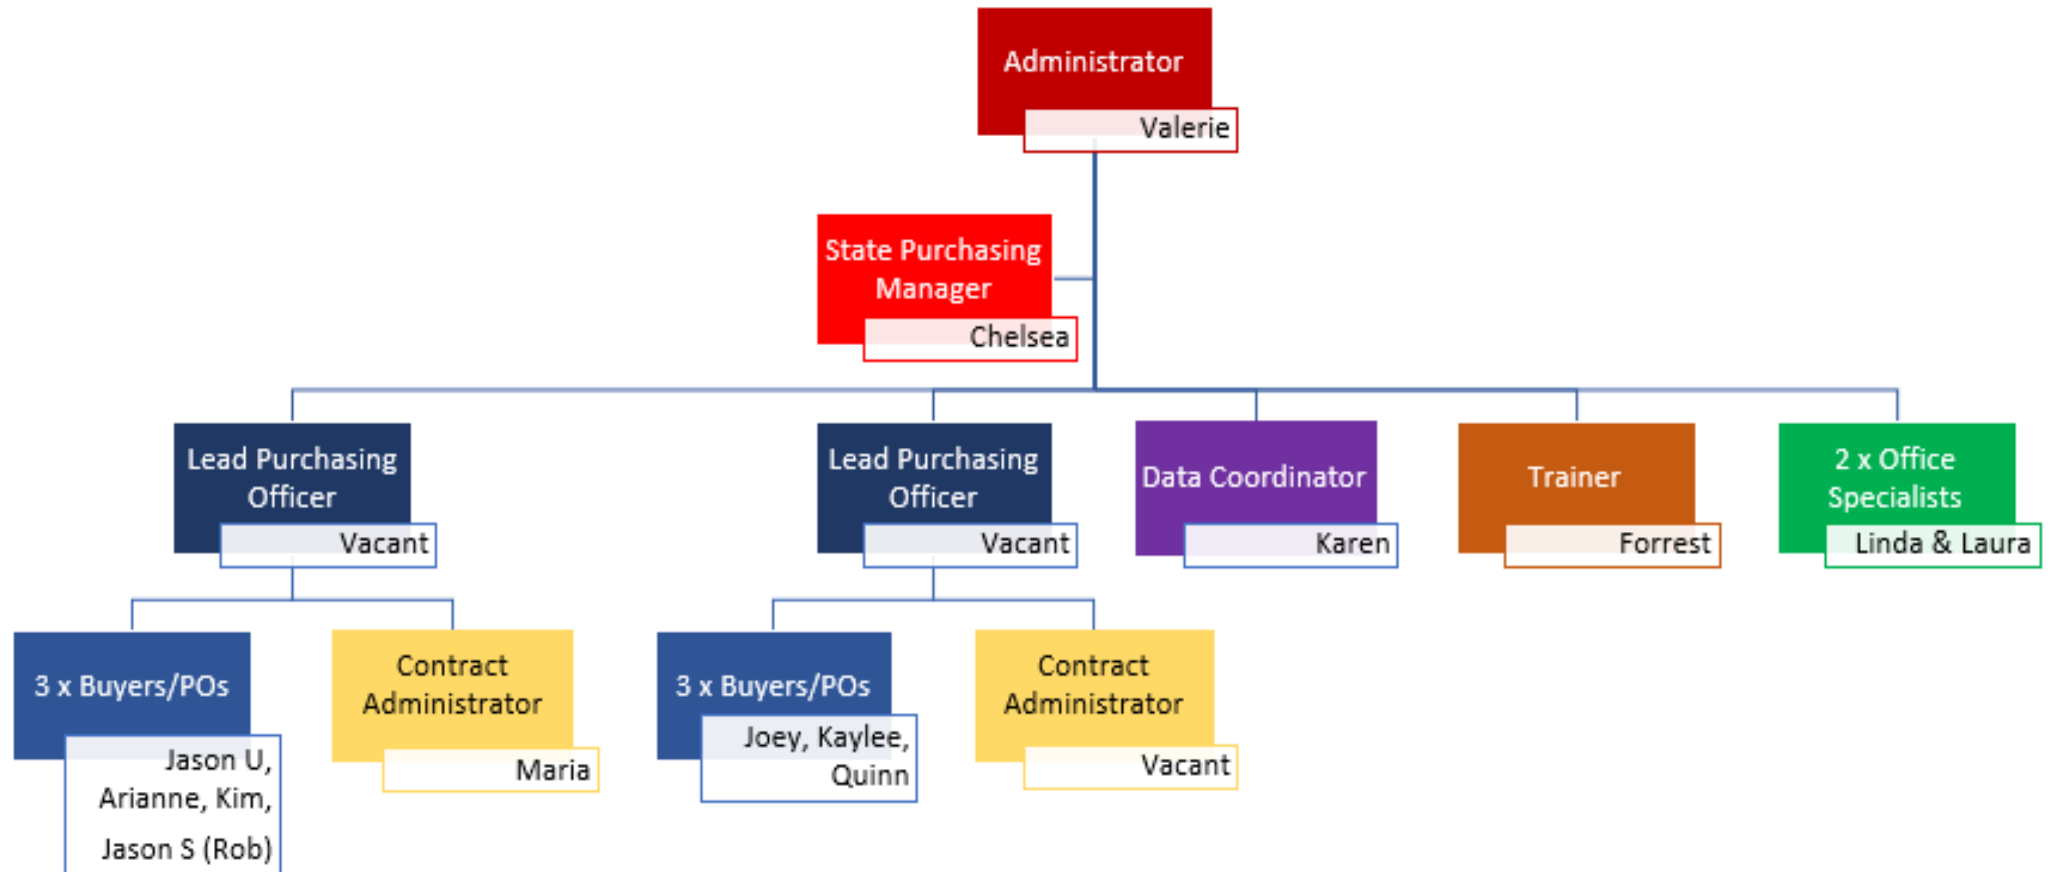 Administrator
Valerie
State Purchasing
Manager
Chelsea
Lead Purchasing
Officer
Vacant
Lead Purchasing
Officer
Vacant
Data Coordinator
Karen
Trainer
Forrest
2 x Office
Specialists
Linda & Laura
3 x Buyers/POs
Jason U,
Arianne, Kim,
Jason S (Rob)
Contract
Administrator
Maria
3 x Buyers/POs
Joey, Kaylee,
Quinn
Contract
Administrator
Vacant